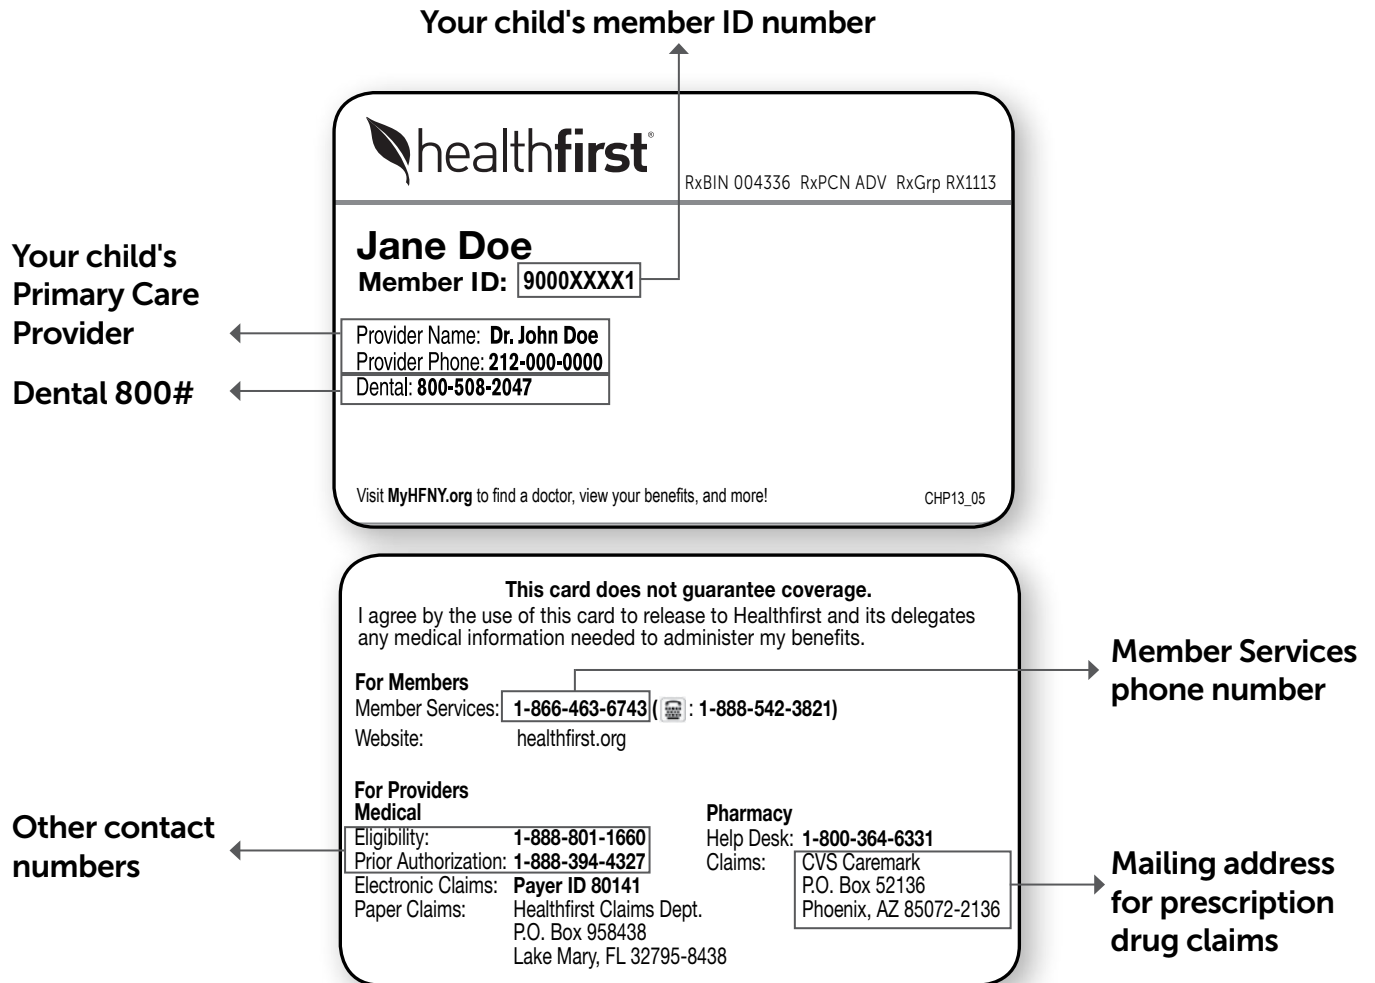 Your child's member ID number
healthfirst®
RxBIN 004336 RxPCN ADV RxGrp RX1113
Jane Doe
Member ID: 9000XXXX1
Your child's
Primary Care
Provider
Provider Name: Dr. John Doe
Provider Phone: 212-000-0000
Dental 800#
Dental: 800-508-2047
Visit MyHFNY.org to find a doctor, view your benefits, and more!
CHP13_05
This card does not guarantee coverage.
I agree by the use of this card to release to Healthfirst and its delegates
any medical information needed to administer my benefits.
For Members
Member Services: 1-866-463-6743 ( : 1-888-542-3821)
Website: healthfirst.org
Member Services
phone number
For Providers
Medical
Eligibility: 1-888-801-1660
Prior Authorization: 1-888-394-4327
Electronic Claims: Payer ID 80141
Paper Claims: Healthfirst Claims Dept.
P.O. Box 958438
Lake Mary, FL 32795-8438
Other contact
numbers
Pharmacy
Help Desk: 1-800-364-6331
Claims: CVS Caremark
P.O. Box 52136
Phoenix, AZ 85072-2136
Mailing address
for prescription
drug claims